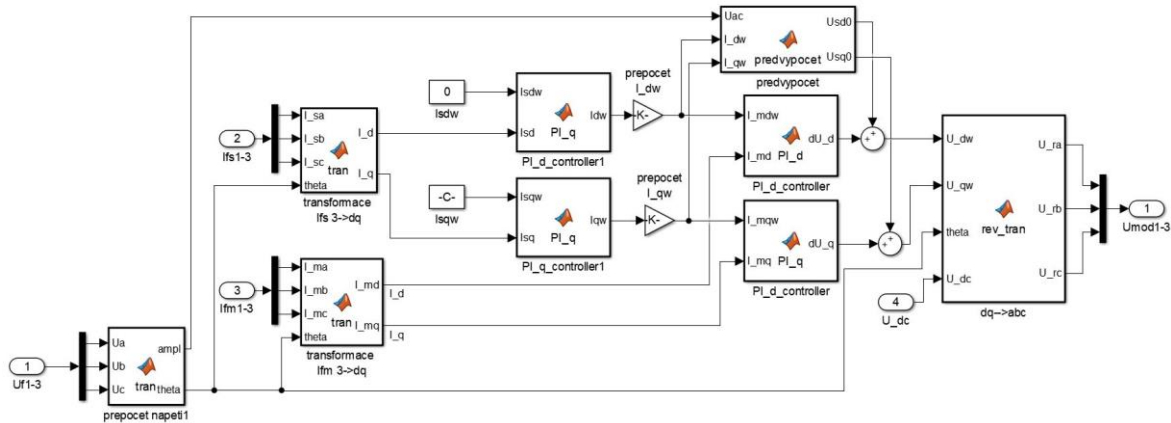 Uac
I_dw
I_qw
predvypocet
Usd0
Usq0
predvypocet
prepocet
I_dw
K-
0
Isdw
Isdw
Isd
PI_q
Idw
PI_d_controller1
2
Ifs1-3
I_sa
I_sb
I_sc
theta
tran
I_d
I_q
transformace
Ifs 3->dq
-C-
Isqw
Isqw
Isq
PI_q
Iqw
PI_q_controller1
prepocet
I_qw
K-
I_mdw
I_md
PI_d
dU_d
PI_d_controller
I_mqw
I_mq
PI_q
dU_q
PI_d_controller
+
+
+
+
3
Ifm1-3
I_ma
I_mb
I_mc
theta
tran
I_md
I_mq
I_d
I_q
transformace
Ifm 3->dq
1
Uf1-3
Ua
Ub
Uc
tran
ampl
theta
prepocet napeti1
4
U_dc
U_dw
U_qw
theta
U_dc
rev_tran
U_ra
U_rb
U_rc
dq-->abc
1
Umod1-3